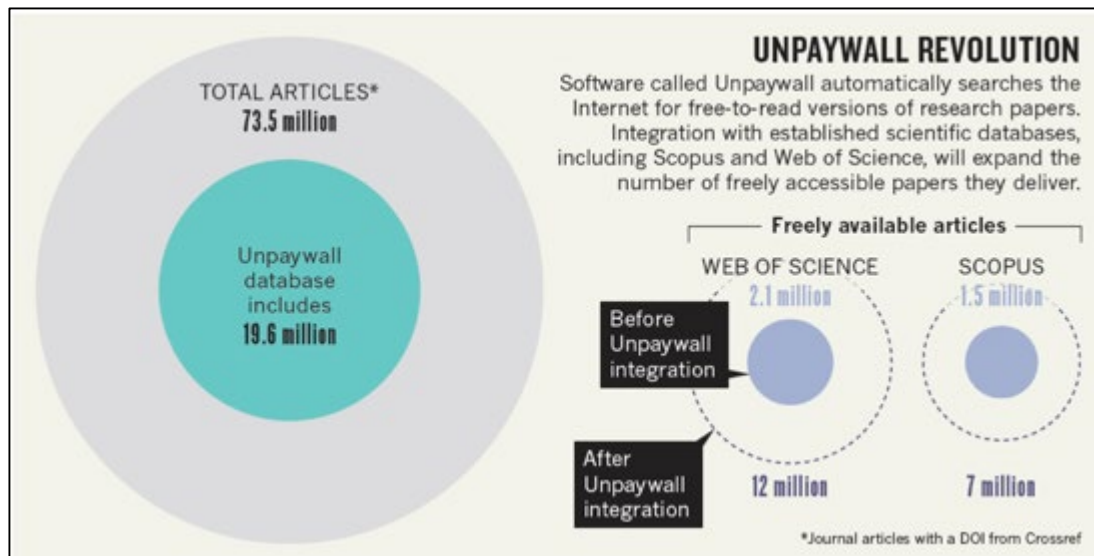 UNPAYWALL REVOLUTION
Software called Unpaywall automatically searches the
Internet for free-to-read versions of research papers.
Integration with established scientific databases,
including Scopus and Web of Science, will expand the
number of freely accessible papers they deliver.
TOTAL ARTICLES*
73.5 million
Unpaywall
database
includes
19.6 million
Freely available articles
WEB OF SCIENCE
2.1 million
SCOPUS
1.5 million
Before
Unpaywall
integration
After
Unpaywall
integration
12 million
7 million
*Journal articles with a DOI from Crossref